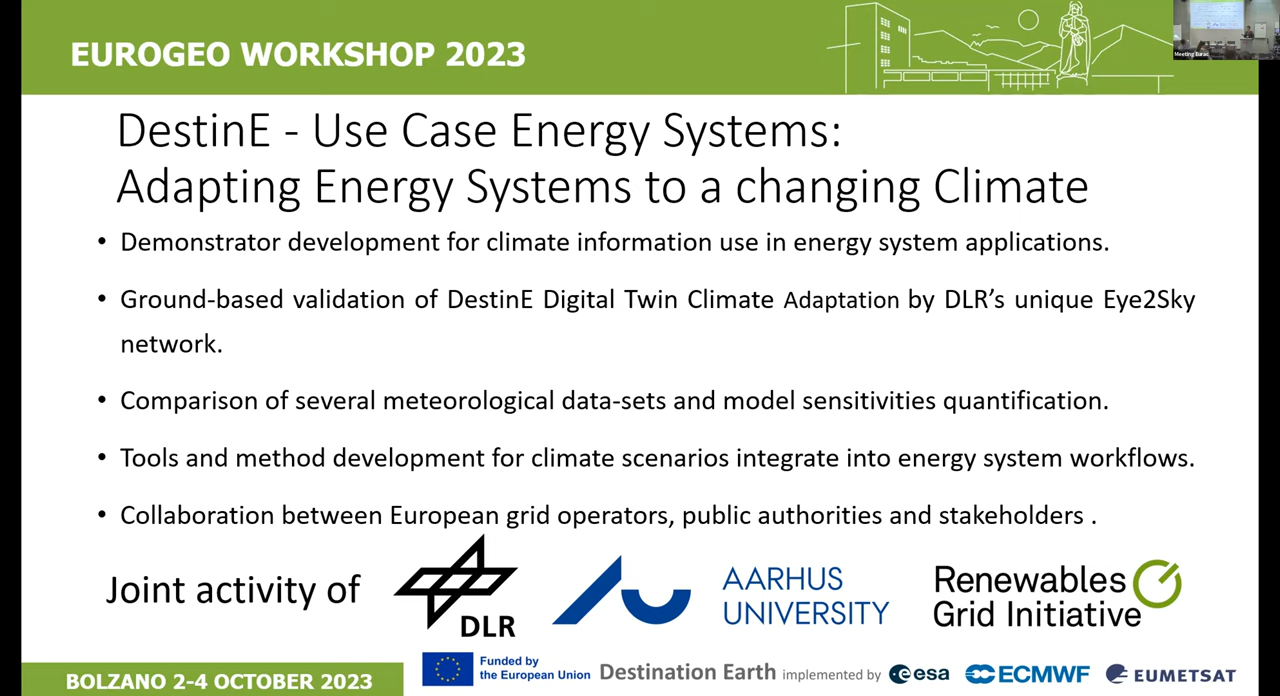 EUROGEO WORKSHOP 2023
Meeting Eurac
DestinE - Use Case Energy Systems:
Adapting Energy Systems to a changing Climate
• Demonstrator development for climate information use in energy system applications.
• Ground-based validation of DestinE Digital Twin Climate Adaptation by DLR’s unique Eye2Sky
network.
• Comparison of several meteorological data-sets and model sensitivities quantification.
• Tools and method development for climate scenarios integrate into energy system workflows.
• Collaboration between European grid operators, public authorities and stakeholders .
Joint activity of
DLR
AARHUS
UNIVERSITY
Renewables
Grid Initiative
BOLZANO 2-4 OCTOBER 2023
Funded by
the European Union
Destination Earth implemented by
esa
ECMWF
EUMETSAT